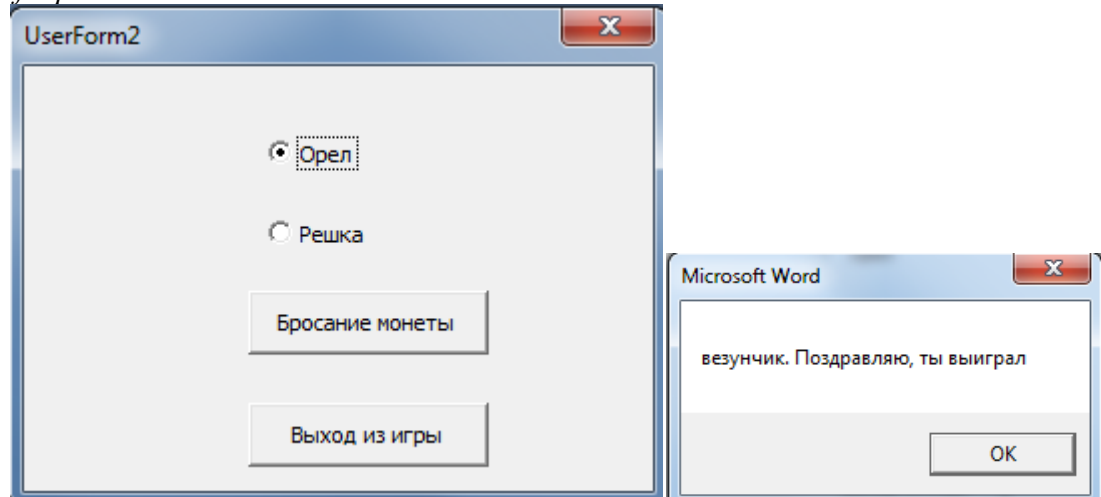 UserForm2
Орел
Решка
Бросание монеты
Выход из игры
Microsoft Word
везунчик. Поздравляю, ты выиграл
OK